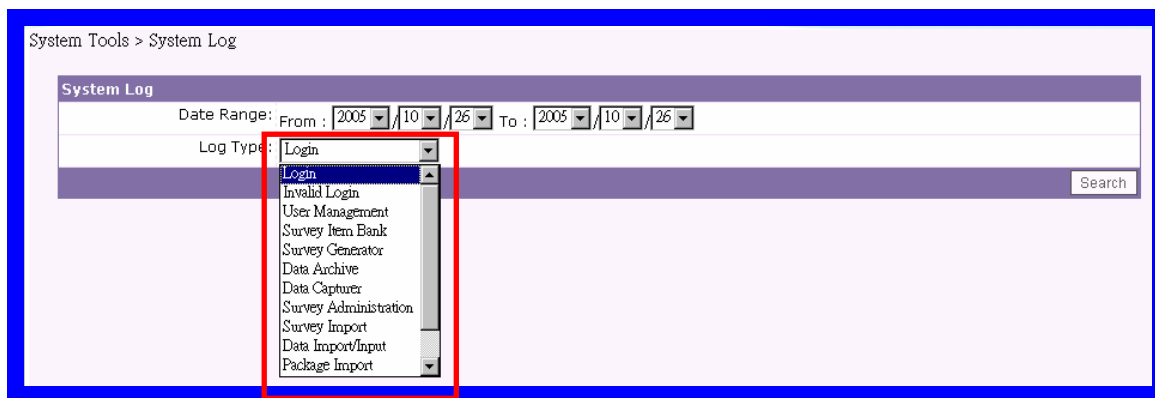 System Tools > System Log
System Log
Date Range: From : 2005 / 10 / 26 To : 2005 / 10 / 26
Log Type: Login
Login
Invalid Login
User Management
Survey Item Bank
Survey Generator
Data Archive
Data Capturer
Survey Administration
Survey Import
Data Import/Input
Package Import
Search